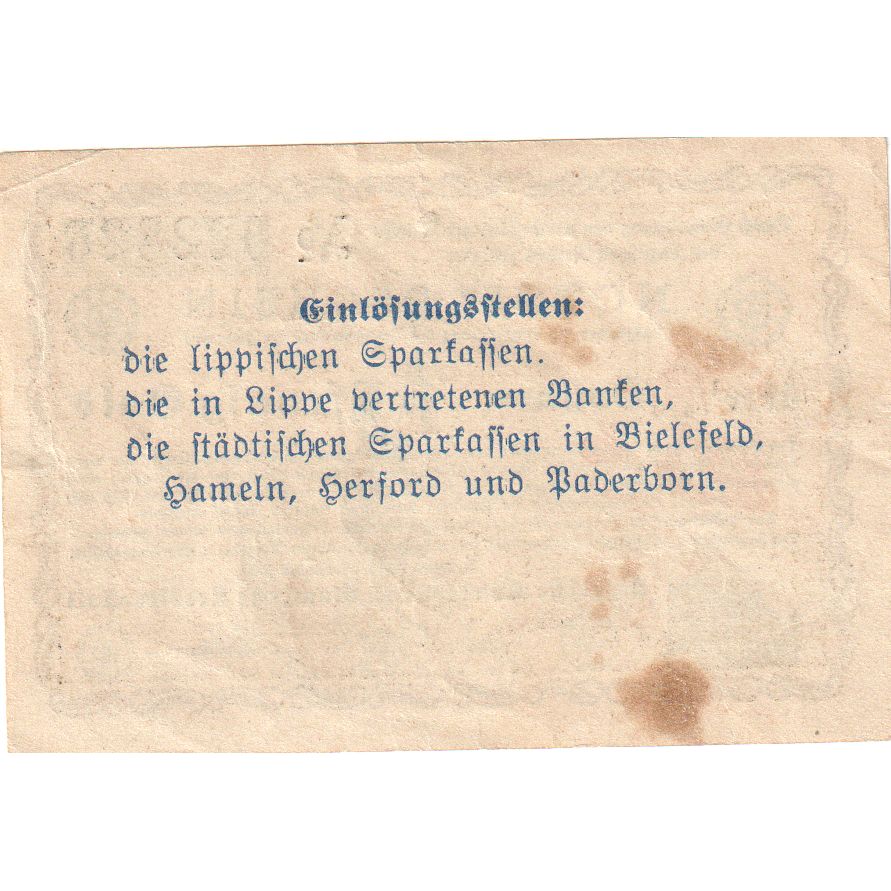 Einlösungsstellen:
die lippischen Sparkassen.
die in Lippe vertretenen Banken,
die städtischen Sparkassen in Bielefeld,
Hameln, Herford und Paderborn.